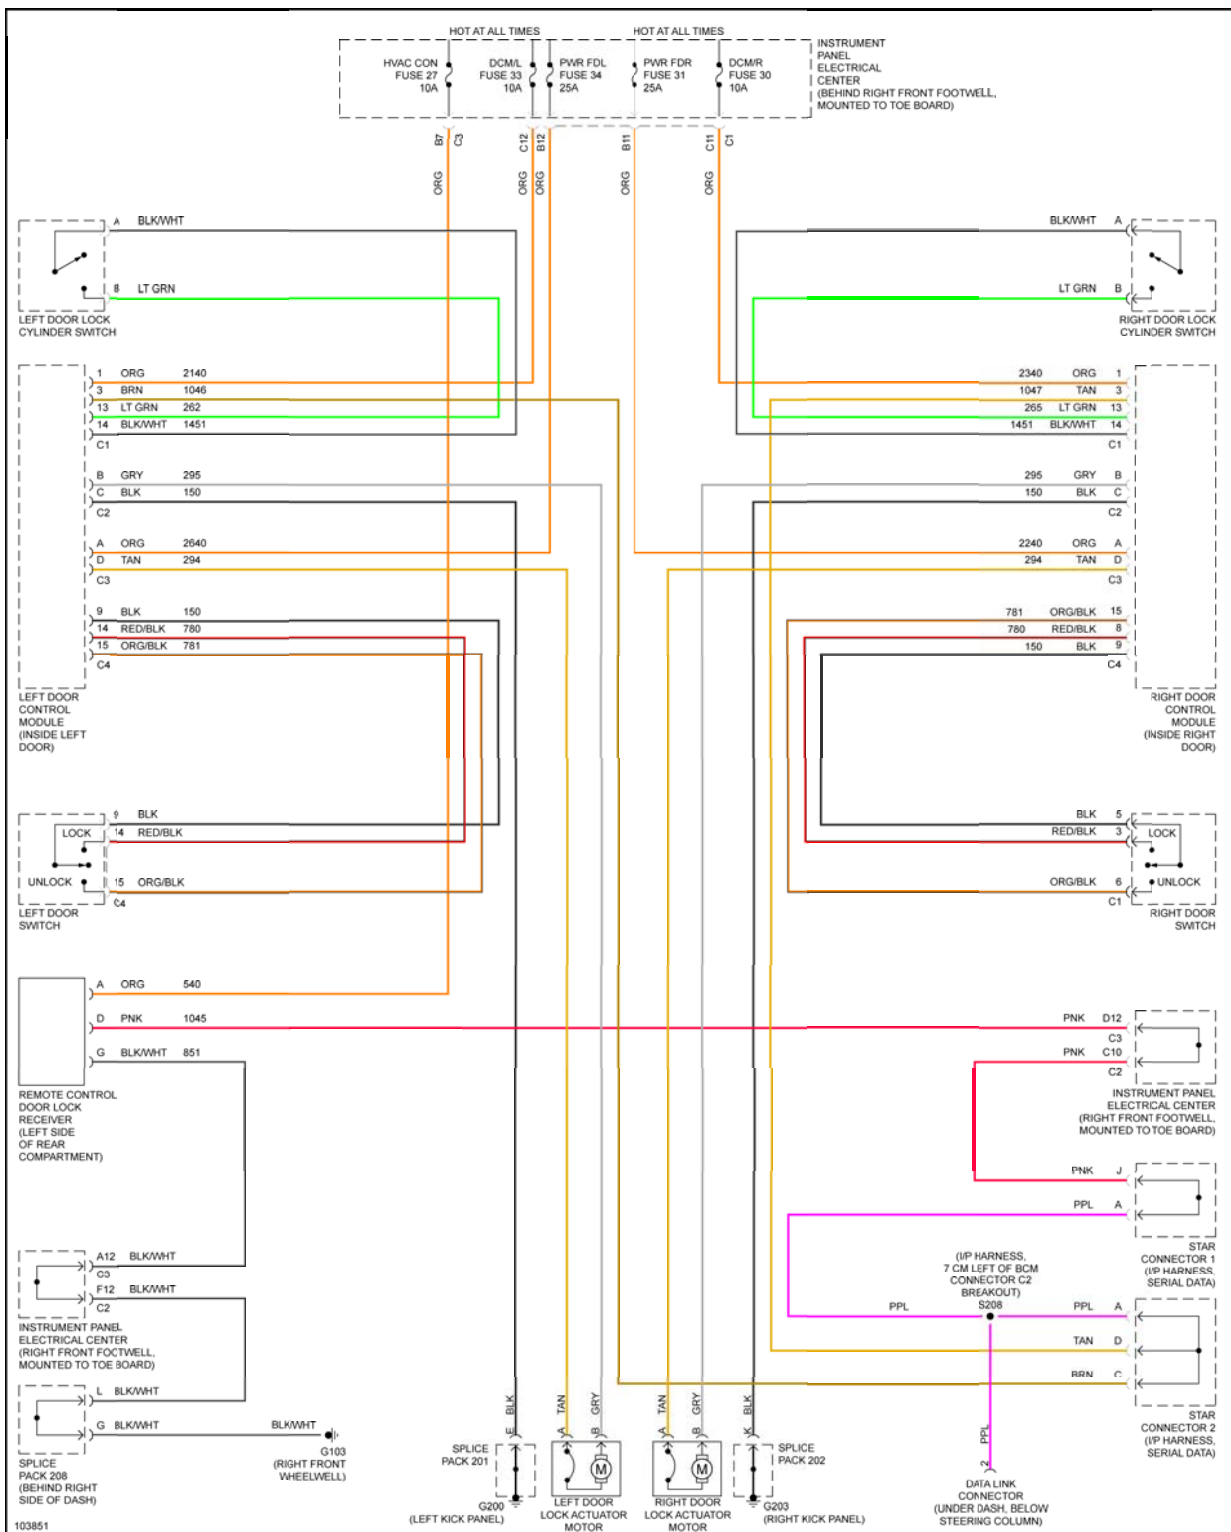 HOT AT ALL TIMES
HOT AT ALL TIMES
HVAC CON
FUSE 27
10A
DCM/L
FUSE 33
10A
PWR FDL
FUSE 34
25A
PWR FDR
FUSE 31
25A
DCM/R
FUSE 30
10A
INSTRUMENT
PANEL
ELECTRICAL
CENTER
(BEHIND RIGHT FRONT FOOTWELL,
MOUNTED TO TOE BOARD)
B7 C3 C12 B12 B11 C11 C1
ORG ORG ORG ORG ORG
A BLK/WHT
8 LT GRN
LEFT DOOR LOCK
CYLINDER SWITCH
BLK/WHT A
LT GRN B
RIGHT DOOR LOCK
CYLINDER SWITCH
1 ORG 2140
3 BRN 1046
13 LT GRN 262
14 BLK/WHT 1451
C1
B GRY 295
C BLK 150
C2
A ORG 2640
D TAN 294
C3
9 BLK 150
14 RED/BLK 780
15 ORG/BLK 781
C4
LEFT DOOR
CONTROL
MODULE
(INSIDE LEFT
DOOR)
2340 ORG 1
1047 TAN 3
265 LT GRN 13
1451 BLK/WHT 14
C1
295 GRY B
150 BLK C
C2
2240 ORG A
294 TAN D
C3
781 ORG/BLK 15
780 RED/BLK 8
150 BLK 9
C4
RIGHT DOOR
CONTROL
MODULE
(INSIDE RIGHT
DOOR)
9 BLK
LOCK 14 RED/BLK
UNLOCK 15 ORG/BLK
C4
LEFT DOOR
SWITCH
BLK 5
RED/BLK 3 LOCK
ORG/BLK 6 UNLOCK
C1
RIGHT DOOR
SWITCH
A ORG 540
D PNK 1045
G BLK/WHT 851
REMOTE CONTROL
DOOR LOCK
RECEIVER
(LEFT SIDE
OF REAR
COMPARTMENT)
PNK D12
C3
PNK C10
C2
INSTRUMENT PANEL
ELECTRICAL CENTER
(RIGHT FRONT FOOTWELL,
MOUNTED TO TOE BOARD)
PNK J
PPL A
STAR
CONNECTOR 1
(I/P HARNESS,
SERIAL DATA)
A12 BLK/WHT
C3
F12 BLK/WHT
C2
INSTRUMENT PANEL
ELECTRICAL CENTER
(RIGHT FRONT FOOTWELL,
MOUNTED TO TOE BOARD)
(I/P HARNESS,
7 CM LEFT OF BCM
CONNECTOR C2
BREAKOUT)
S208
PPL
PPL A
TAN D
BRN C
STAR
CONNECTOR 2
(I/P HARNESS,
SERIAL DATA)
L BLK/WHT
G BLK/WHT
SPLICE
PACK 208
(BEHIND RIGHT
SIDE OF DASH)
BLK/WHT
G103
(RIGHT FRONT
WHEELWELL)
E BLK
SPLICE
PACK 201
G200
(LEFT KICK PANEL)
A TAN
B GRY
M
LEFT DOOR
LOCK ACTUATOR
MOTOR
A TAN
B GRY
M
RIGHT DOOR
LOCK ACTUATOR
MOTOR
K BLK
SPLICE
PACK 202
G203
(RIGHT KICK PANEL)
2 PPL
DATA LINK
CONNECTOR
(UNDER DASH, BELOW
STEERING COLUMN)
103851